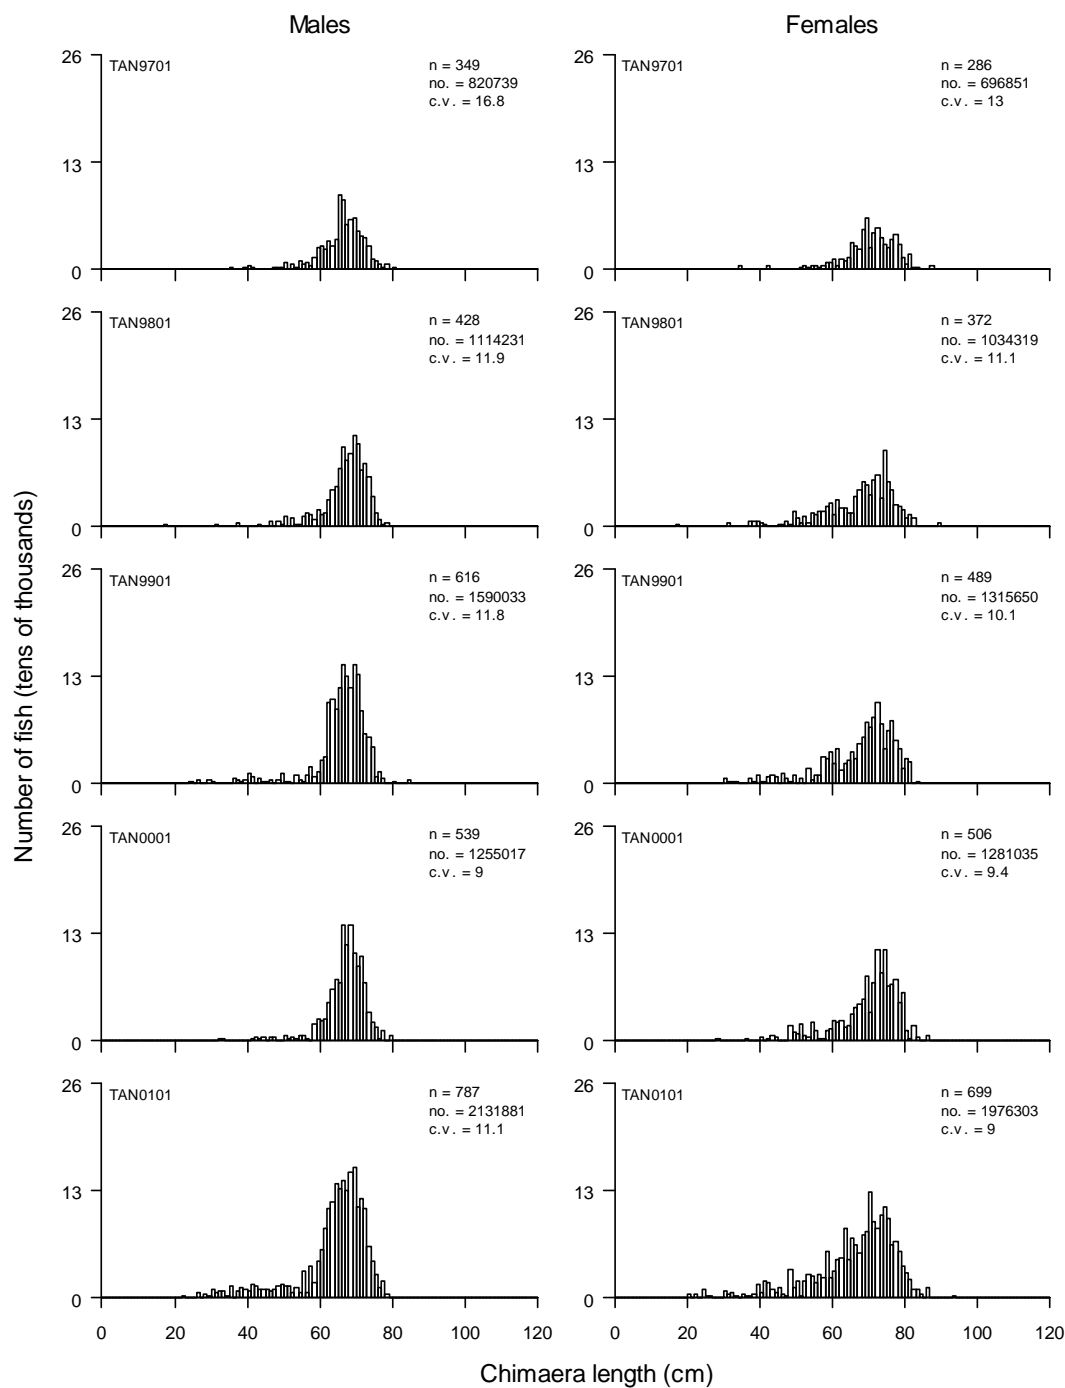 Males
Females
26
13
0
TAN9701
n = 349
no. = 820739
c.v. = 16.8
26
13
0
TAN9701
n = 286
no. = 696851
c.v. = 13
26
13
0
TAN9801
n = 428
no. = 1114231
c.v. = 11.9
26
13
0
TAN9801
n = 372
no. = 1034319
c.v. = 11.1
26
13
0
TAN9901
n = 616
no. = 1590033
c.v. = 11.8
26
13
0
TAN9901
n = 489
no. = 1315650
c.v. = 10.1
26
13
0
TAN0001
n = 539
no. = 1255017
c.v. = 9
26
13
0
TAN0001
n = 506
no. = 1281035
c.v. = 9.4
26
13
0
TAN0101
n = 787
no. = 2131881
c.v. = 11.1
26
13
0
TAN0101
n = 699
no. = 1976303
c.v. = 9
0 20 40 60 80 100 120
0 20 40 60 80 100 120
Number of fish (tens of thousands)
Chimaera length (cm)